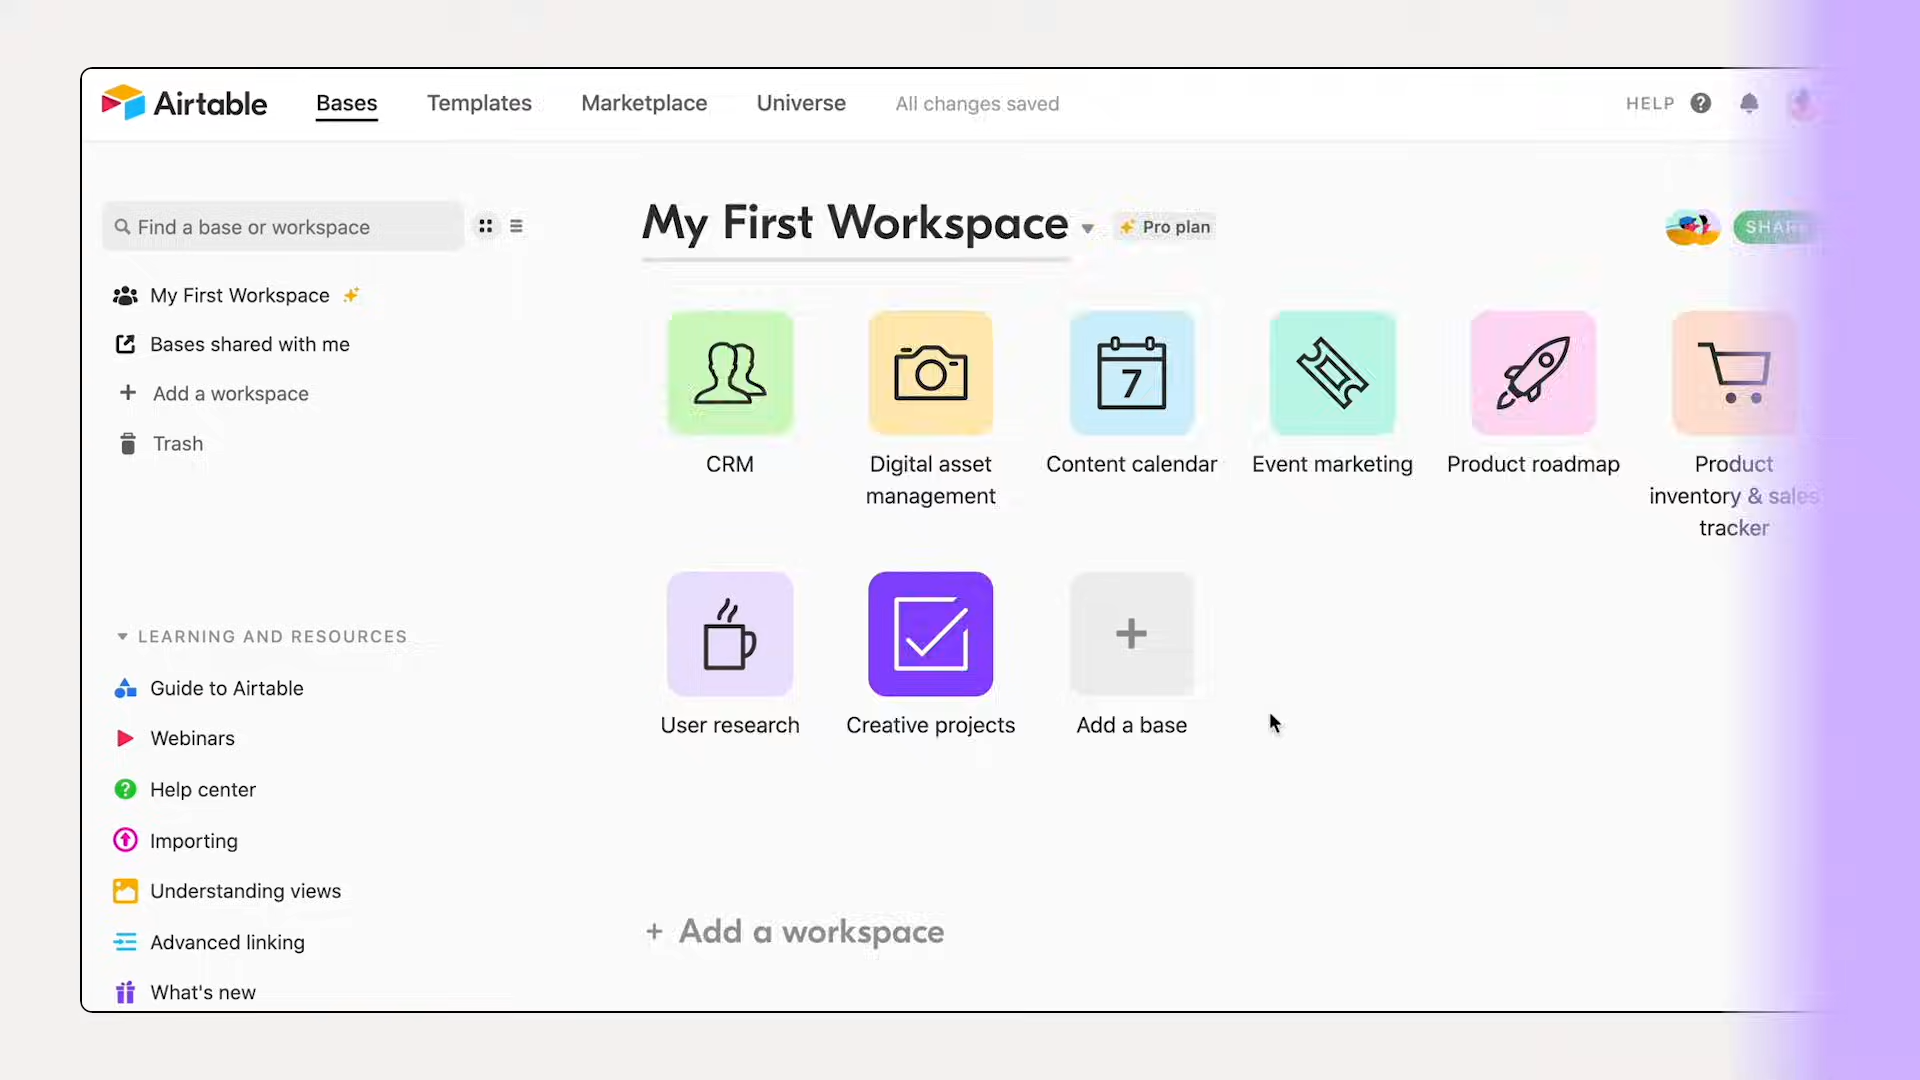 Airtable
Bases
Templates
Marketplace
Universe
All changes saved
HELP
Find a base or workspace
My First Workspace
Bases shared with me
Add a workspace
Trash
LEARNING AND RESOURCES
Guide to Airtable
Webinars
Help center
Importing
Understanding views
Advanced linking
What's new
My First Workspace
Pro plan
CRM
Digital asset
management
7
Content calendar
Event marketing
Product roadmap
Product
inventory & sales
tracker
User research
Creative projects
Add a base
+ Add a workspace